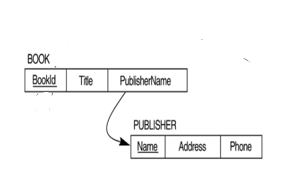 BOOK
BookId Title PublisherName
PUBLISHER
Name Address Phone